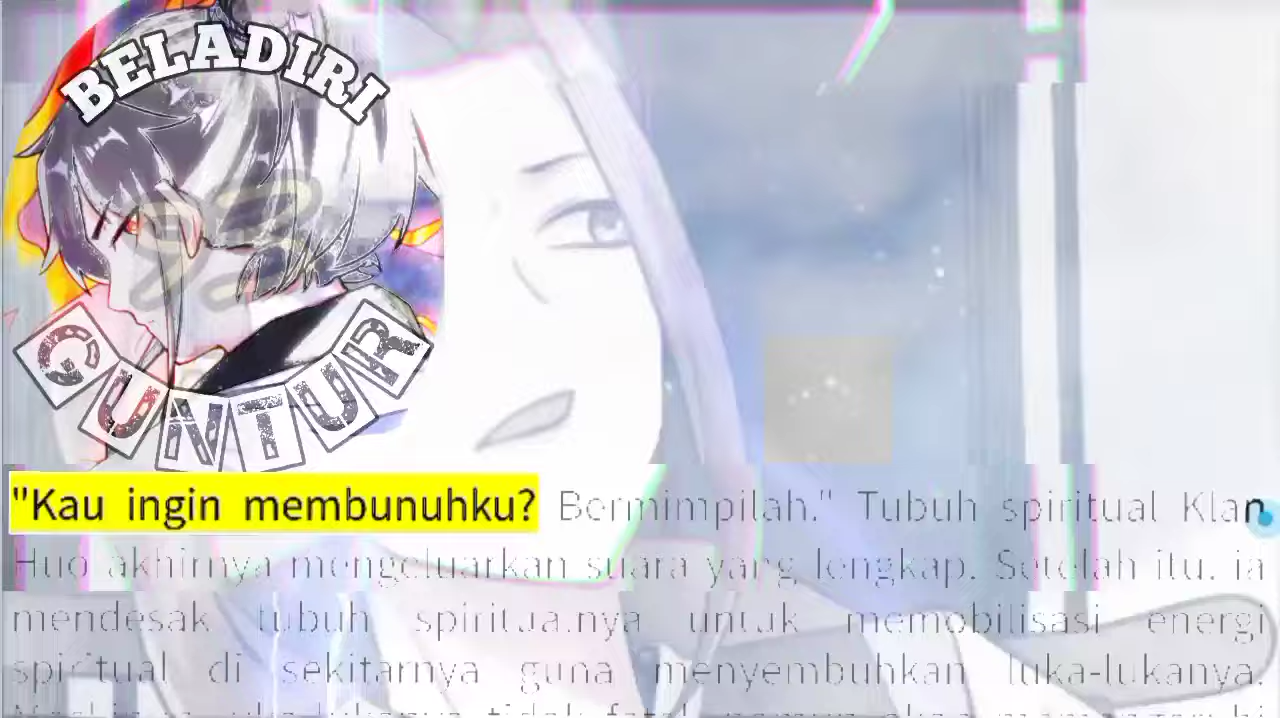 BELADIRI
GUNTUR
"Kau ingin membunuhku? Bermimpilah." Tubuh spiritual Klan
Huo akhirnya mengeluarkan suara yang lengkap. Setelah itu, ia
mendesak tubuh spiritualnya untuk memobilisasi energi
spiritual di sekitarnya guna menyembuhkan luka-lukanya.